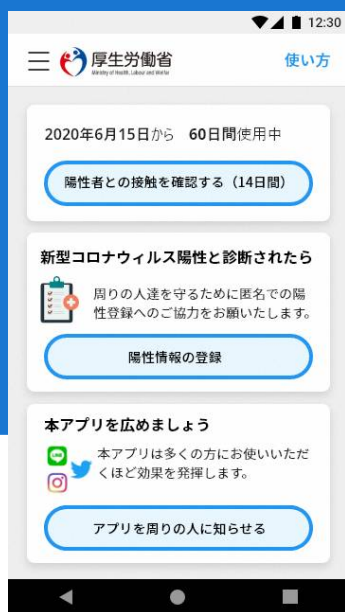 12:30
厚生労働省
Ministry of Health, Labour and Welfare
使い方
2020年6月15日から 60日間使用中
陽性者との接触を確認する（14日間）
新型コロナウィルス陽性と診断されたら
周りの人達を守るために匿名での陽
性登録へのご協力をお願いいたします。
陽性情報の登録
本アプリを広めましょう
LINE
本アプリは多くの方にお使いいただ
くほど効果を発揮します。
アプリを周りの人に知らせる